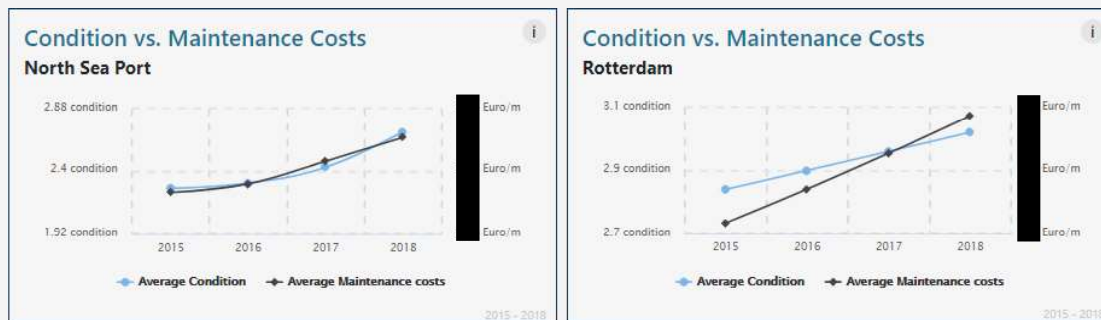 Condition vs. Maintenance Costs
i
North Sea Port
2.88 condition
2.4 condition
1.92 condition
Euro/m
Euro/m
Euro/m
2015 2016 2017 2018
Average Condition Average Maintenance costs
2015 - 2018
Condition vs. Maintenance Costs
i
Rotterdam
3.1 condition
2.9 condition
2.7 condition
Euro/m
Euro/m
Euro/m
2015 2016 2017 2018
Average Condition Average Maintenance costs
2015 - 2018